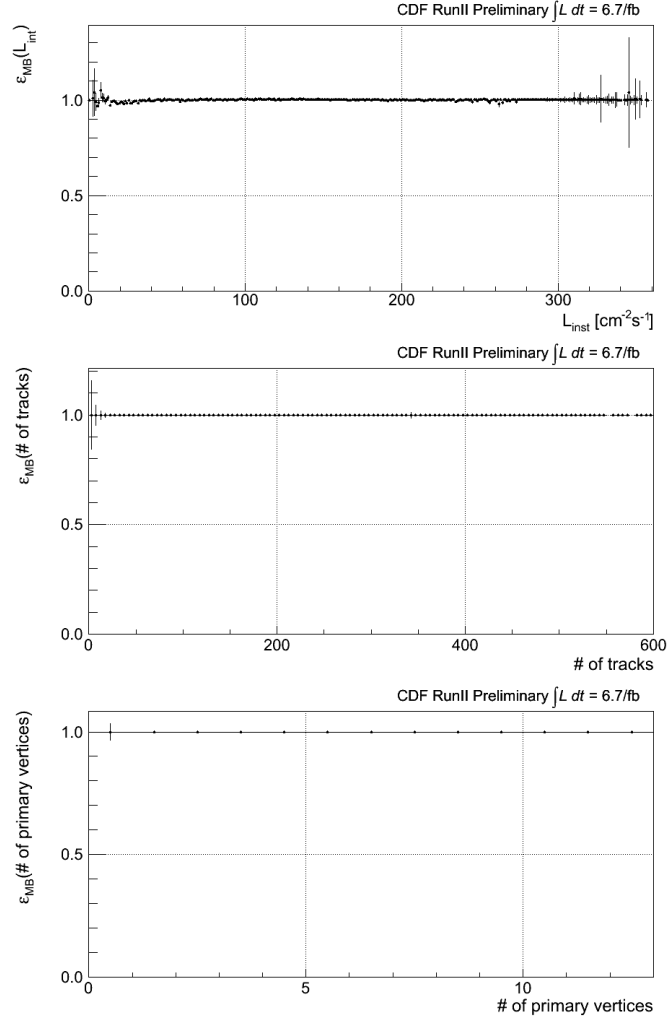 CDF RunII Preliminary ∫L dt = 6.7/fb
ε_MB(L_int)
1.0
0.5
0.0
0 100 200 300
L_inst [cm⁻²s⁻¹]
CDF RunII Preliminary ∫L dt = 6.7/fb
ε_MB(# of tracks)
1.0
0.5
0.0
0 200 400 600
# of tracks
CDF RunII Preliminary ∫L dt = 6.7/fb
ε_MB(# of primary vertices)
1.0
0.5
0.0
0 5 10
# of primary vertices